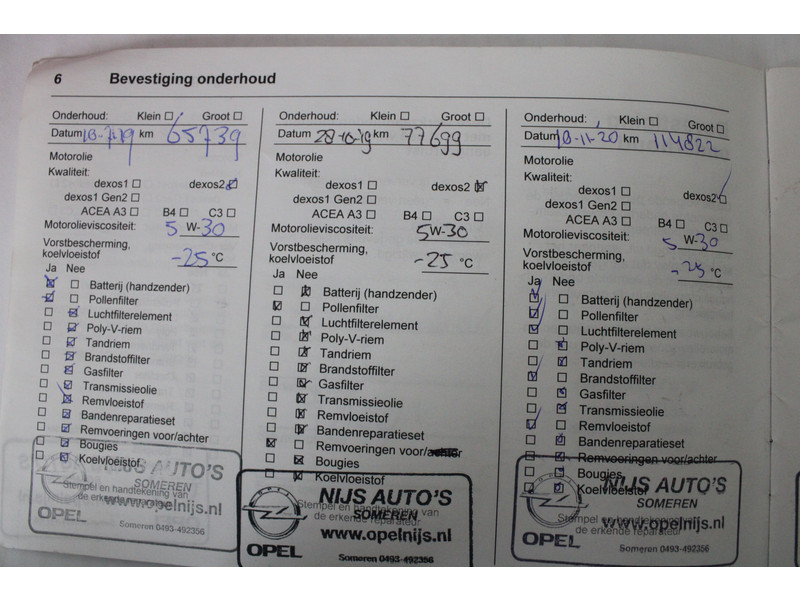 6 Bevestiging onderhoud
Onderhoud: Klein Groot
Datum 10-7-19 km 65739
Motorolie
Kwaliteit:
dexos1 dexos2
dexos1 Gen2
ACEA A3 B4 C3
Motorolieviscositeit: 5 W-30
Vorstbescherming,
koelvloeistof -25 °C
Ja Nee
Batterij (handzender)
Pollenfilter
Luchtfilterelement
Poly-V-riem
Tandriem
Brandstoffilter
Gasfilter
Transmissieolie
Remvloeistof
Bandenreparatieset
Remvoeringen voor/achter
Bougies
Koelvloeistof
NIJS AUTO'S
SOMEREN
Stempel en handtekening van
de erkende reparateur
www.opelnijs.nl
OPEL
Someren 0493-492356
Onderhoud: Klein Groot
Datum 28-10-19 km 77699
Motorolie
Kwaliteit:
dexos1 dexos2
dexos1 Gen2
ACEA A3 B4 C3
Motorolieviscositeit: 5W-30
Vorstbescherming,
koelvloeistof -25 °C
Ja Nee
Batterij (handzender)
Pollenfilter
Luchtfilterelement
Poly-V-riem
Tandriem
Brandstoffilter
Gasfilter
Transmissieolie
Remvloeistof
Bandenreparatieset
Remvoeringen voor/achter
Bougies
Koelvloeistof
NIJS AUTO'S
SOMEREN
Stempel en handtekening van
de erkende reparateur
www.opelnijs.nl
OPEL
Someren 0493-492356
Onderhoud: Klein Groot
Datum 10-11-20 km 114822
Motorolie
Kwaliteit:
dexos1 dexos2
dexos1 Gen2
ACEA A3 B4 C3
Motorolieviscositeit: 5 W-30
Vorstbescherming,
koelvloeistof -25 °C
Ja Nee
Batterij (handzender)
Pollenfilter
Luchtfilterelement
Poly-V-riem
Tandriem
Brandstoffilter
Gasfilter
Transmissieolie
Remvloeistof
Bandenreparatieset
Remvoeringen voor/achter
Bougies
Koelvloeistof
NIJS AUTO'S
SOMEREN
Stempel en handtekening van
de erkende reparateur
www.opelnijs.nl
OPEL
Someren 0493-492356